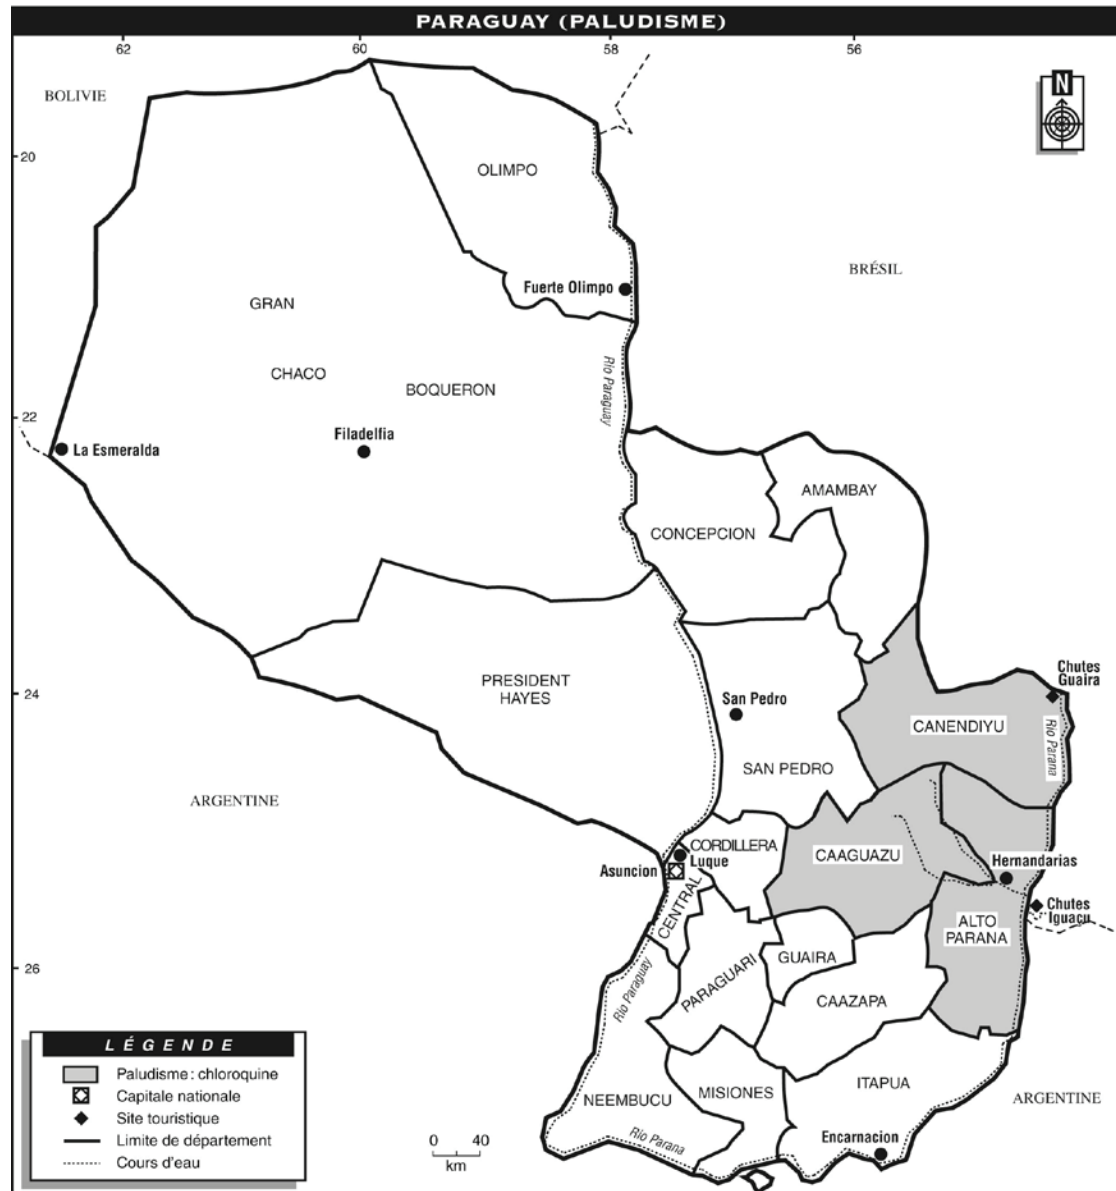 PARAGUAY (PALUDISME)
62
60
58
56
BOLIVIE
N
20
OLIMPO
BRÉSIL
Fuerte Olimpo
GRAN
Rio Paraguay
CHACO
BOQUERON
22
La Esmeralda
Filadelfia
AMAMBAY
CONCEPCION
24
PRESIDENT
HAYES
San Pedro
Chutes
Guaira
CANENDIYU
Rio Parana
SAN PEDRO
ARGENTINE
CORDILLERA
Luque
Asuncion
CAAGUAZU
Hernandarias
CENTRAL
Chutes
Iguaçu
ALTO
PARANA
26
Rio Paraguay
PARAGUARI
GUAIRA
CAAZAPA
NEEMBUCU
MISIONES
ITAPUA
ARGENTINE
Rio Parana
Encarnacion
0 40
km
LÉGENDE
Paludisme : chloroquine
Capitale nationale
Site touristique
Limite de département
Cours d'eau